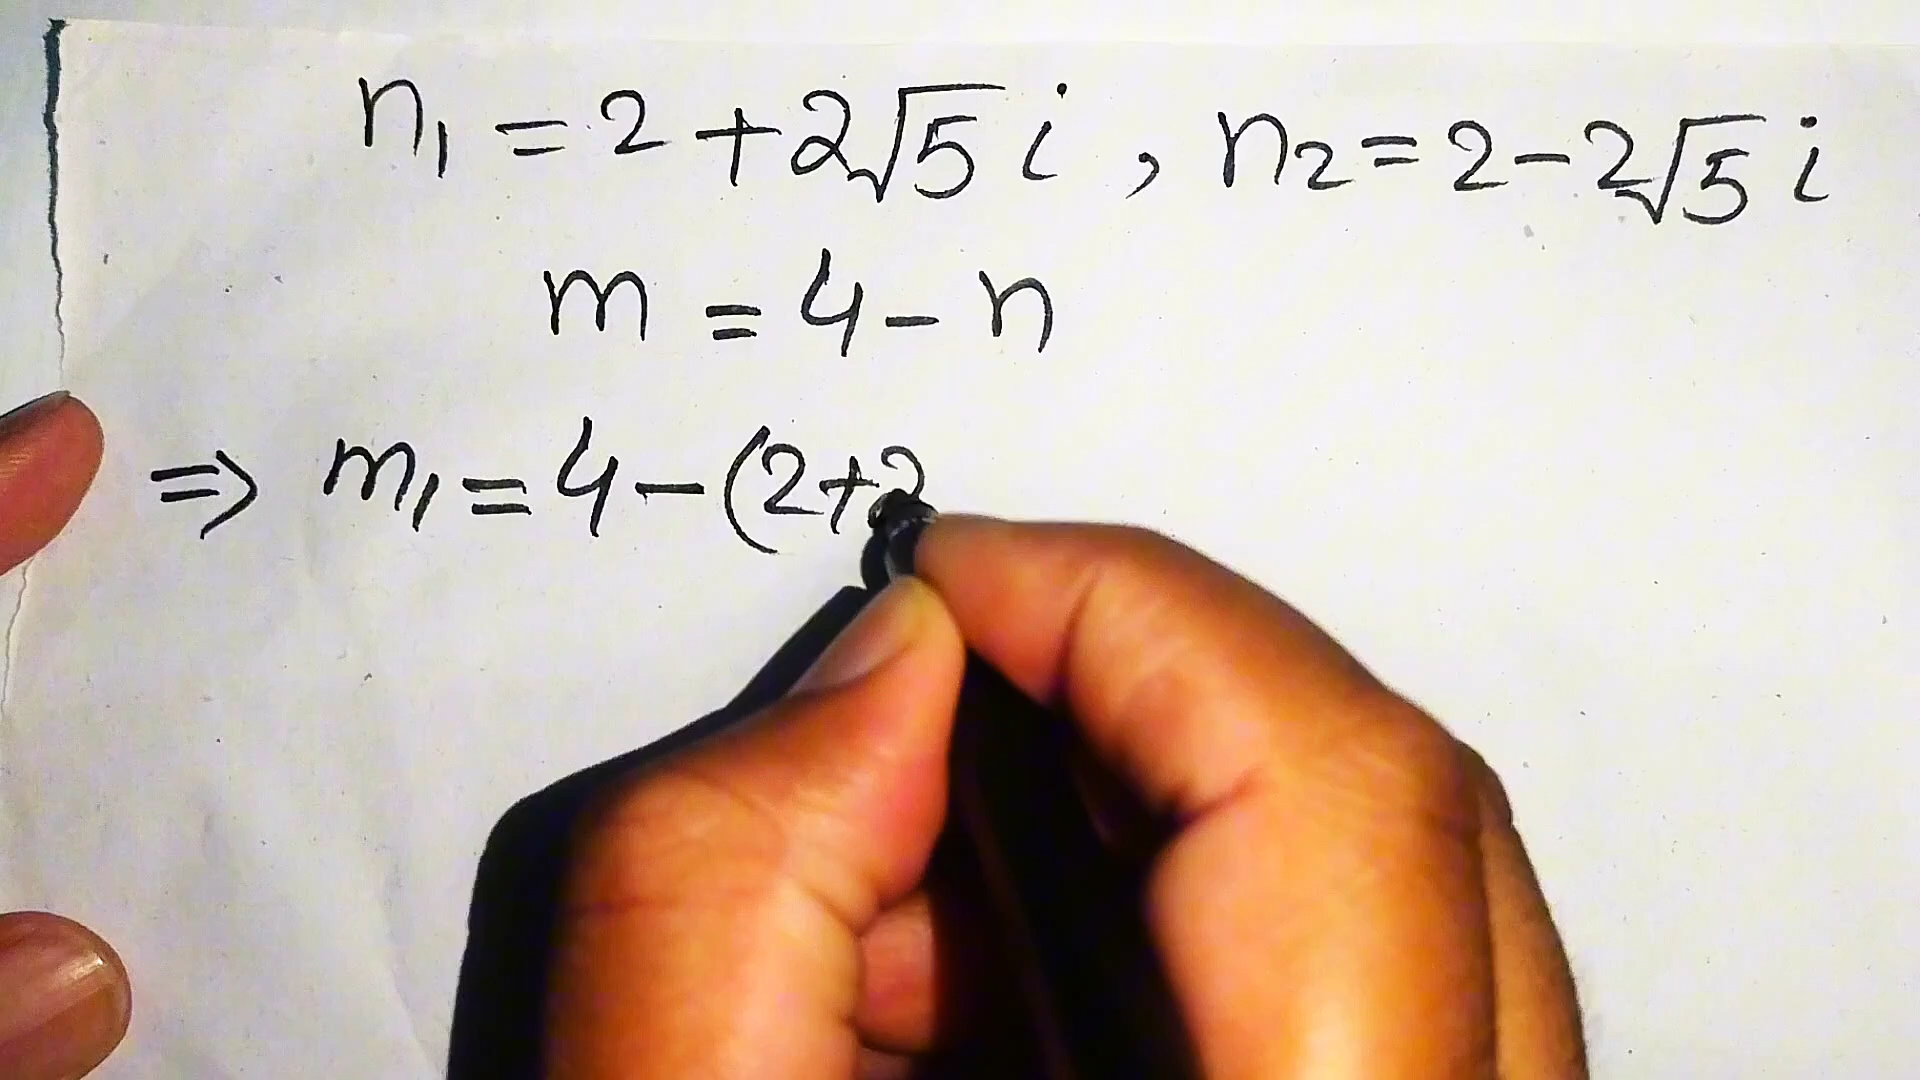 n₁ = 2 + 2√5 i , n₂ = 2 - 2√5 i
m = 4 - n
⇒ m₁ = 4 - (2+2